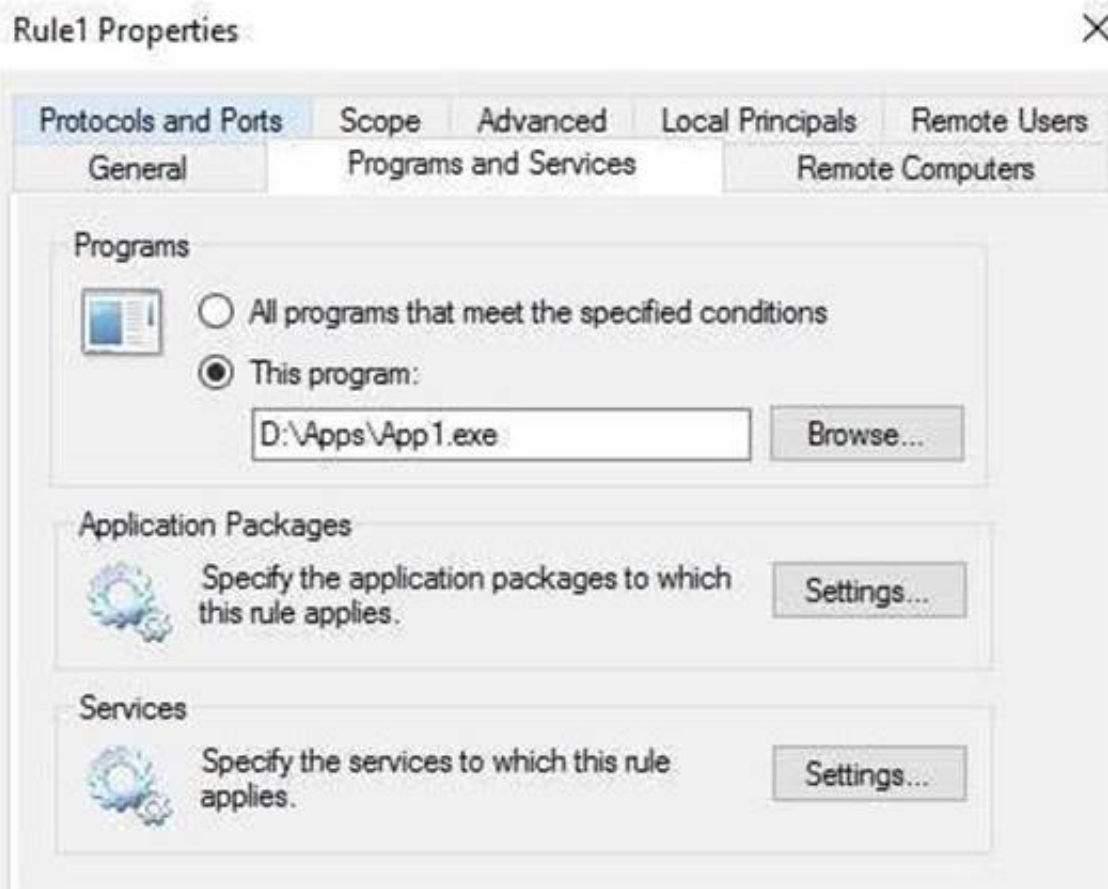 Rule1 Properties
Protocols and Ports Scope Advanced Local Principals Remote Users
General Programs and Services Remote Computers
Programs
All programs that meet the specified conditions
This program:
D:\Apps\App1.exe Browse...
Application Packages
Specify the application packages to which
this rule applies.
Settings...
Services
Specify the services to which this rule
applies.
Settings...